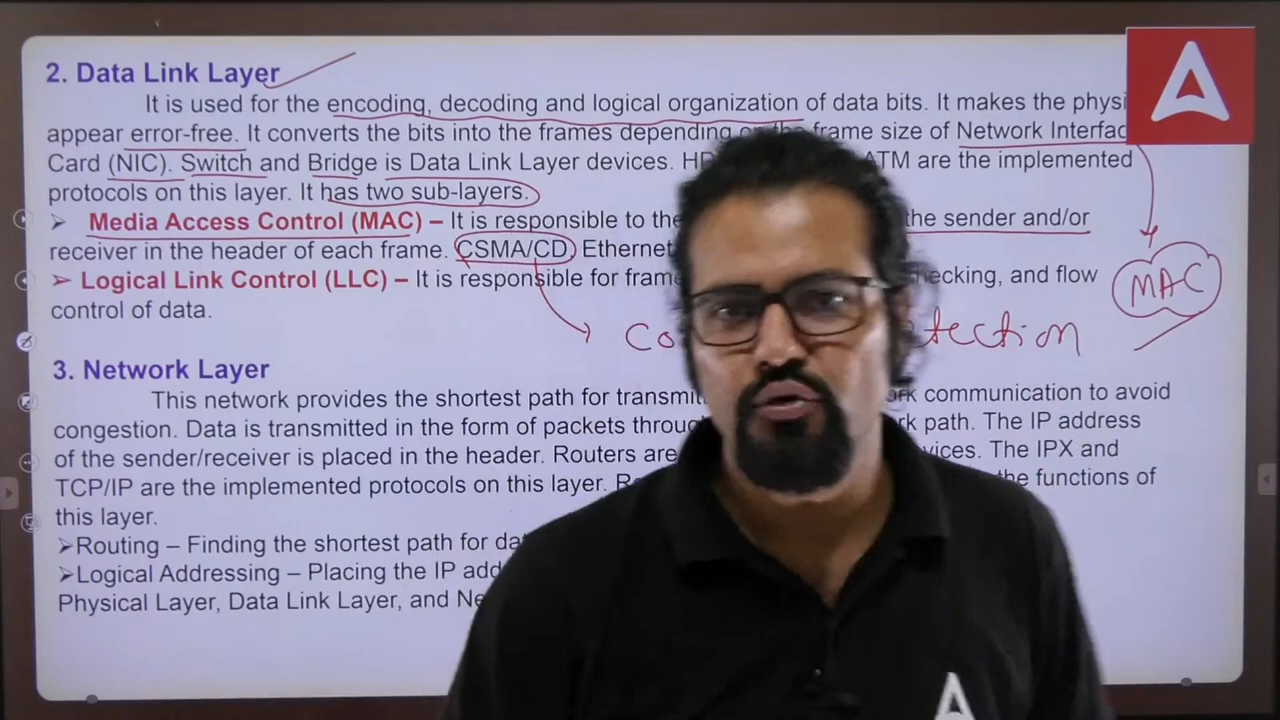 2. Data Link Layer
It is used for the encoding, decoding and logical organization of data bits. It makes the physi
appear error-free. It converts the bits into the frames depending on the frame size of Network Interfac
Card (NIC). Switch and Bridge is Data Link Layer devices. ATM are the implemented
protocols on this layer. It has two sub-layers.
➢ Media Access Control (MAC) – It is responsible to the the sender and/or
receiver in the header of each frame. CSMA/CD Ethernet
➢ Logical Link Control (LLC) – It is responsible for fram hecking, and flow
MAC
control of data.
Co tection
3. Network Layer
This network provides the shortest path for transmit ork communication to avoid
congestion. Data is transmitted in the form of packets throug rk path. The IP address
of the sender/receiver is placed in the header. Routers are vices. The IPX and
TCP/IP are the implemented protocols on this layer. the functions of
this layer.
➢Routing – Finding the shortest path for da
➢Logical Addressing – Placing the IP add
Physical Layer, Data Link Layer, and Ne